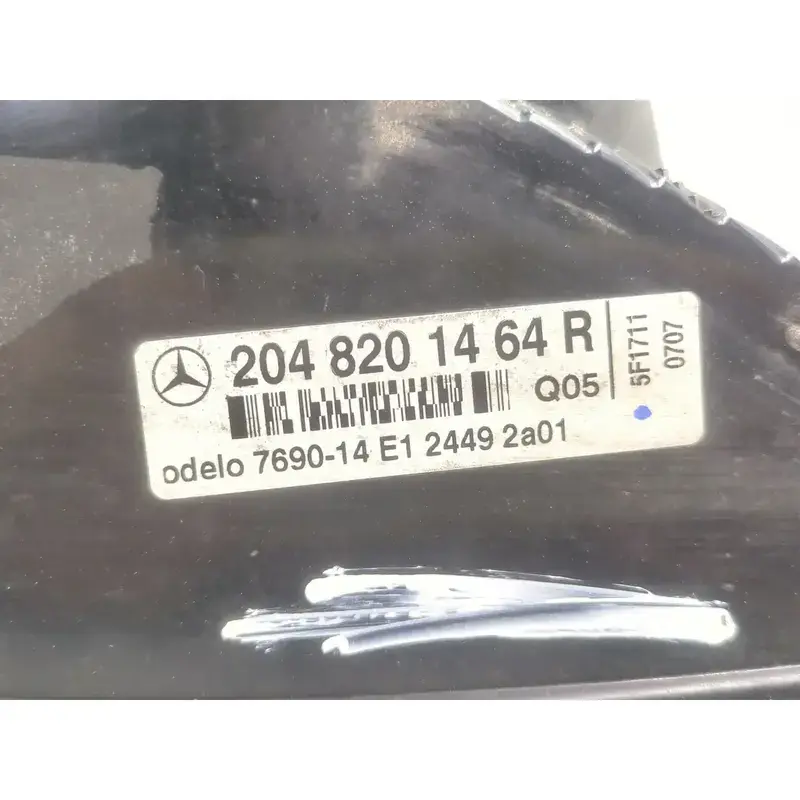 204 820 14 64 R
Q05
odelo 7690-14 E1 2449 2a01
5F1711
0707